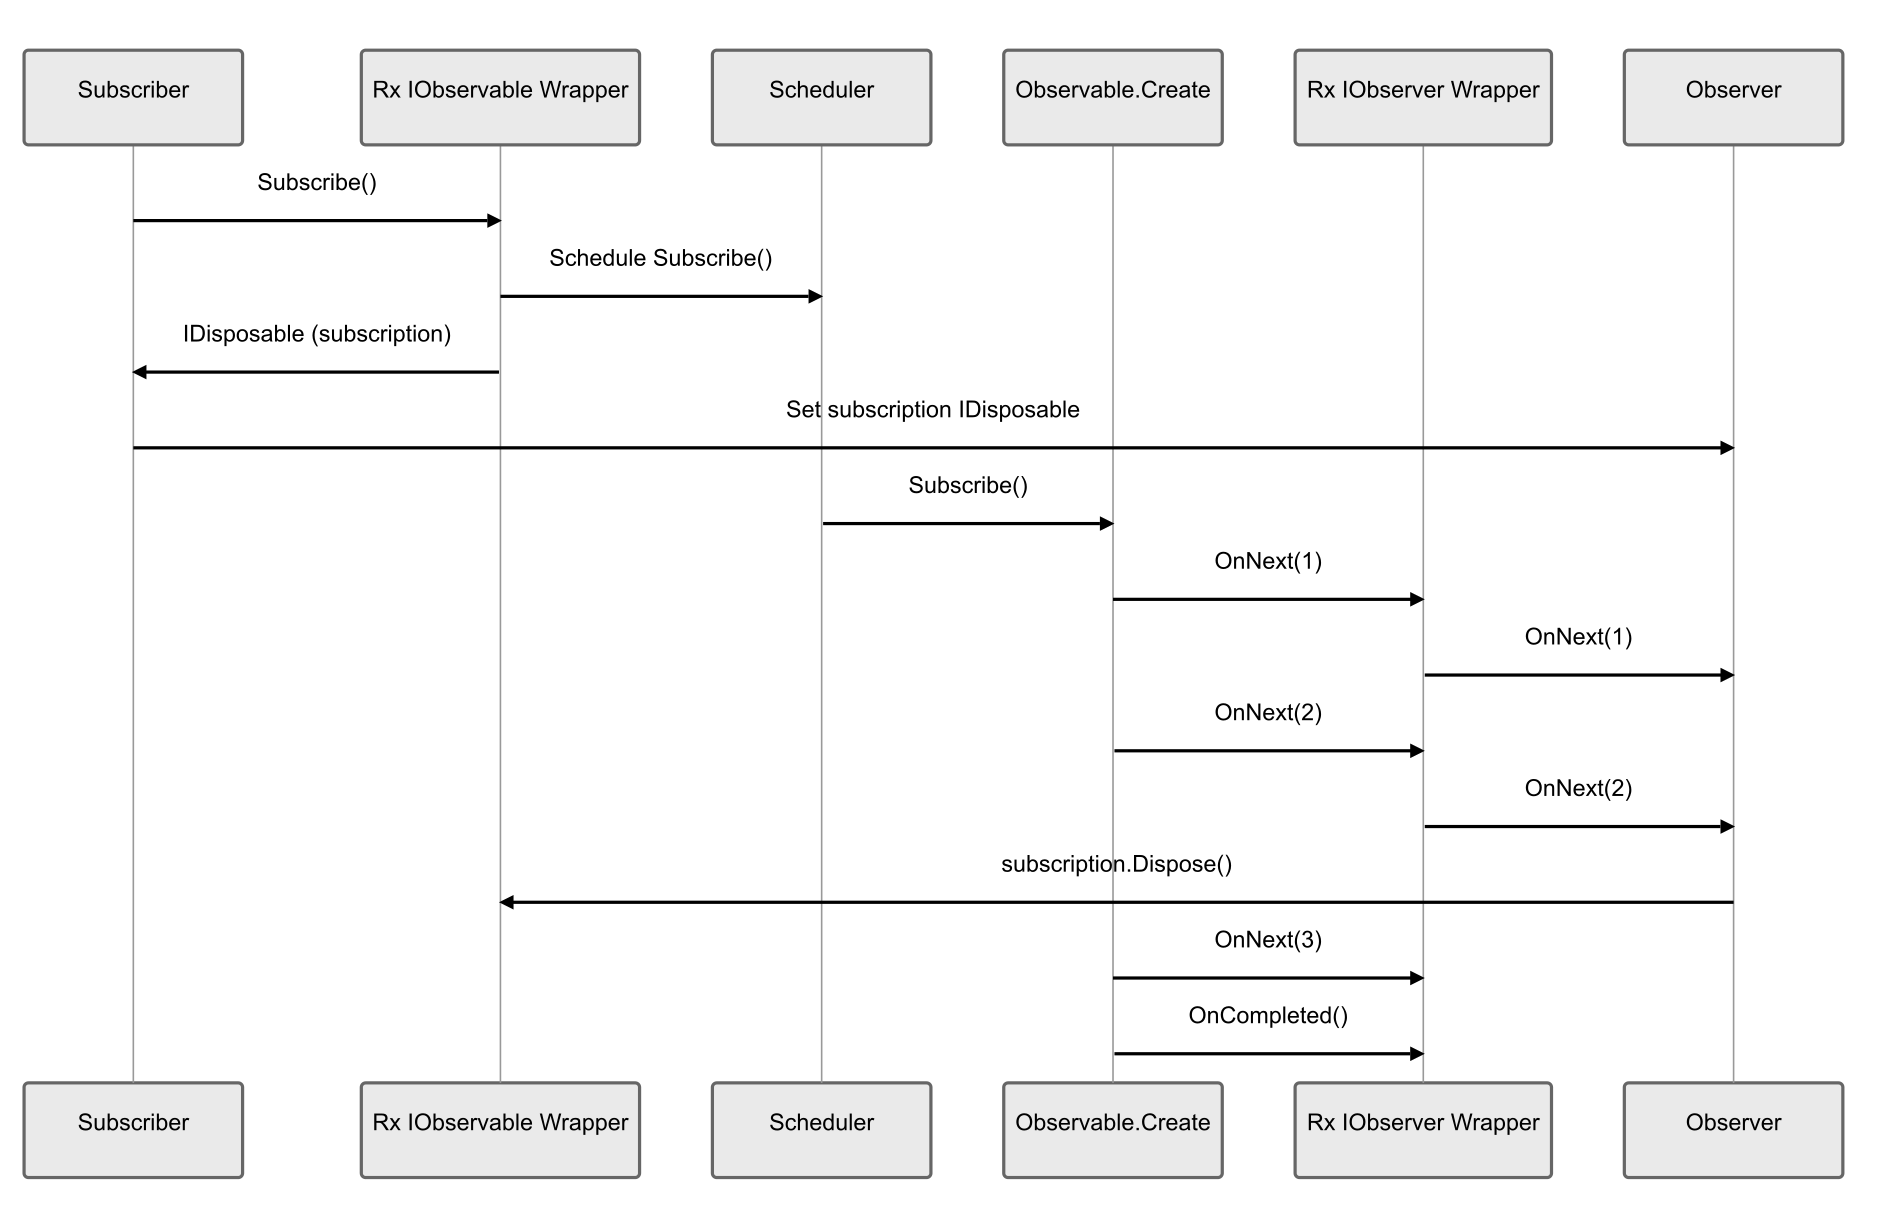 Subscriber
Rx IObservable Wrapper
Scheduler
Observable.Create
Rx IObserver Wrapper
Observer
Subscribe()
Schedule Subscribe()
IDisposable (subscription)
Set subscription IDisposable
Subscribe()
OnNext(1)
OnNext(1)
OnNext(2)
OnNext(2)
subscription.Dispose()
OnNext(3)
OnCompleted()
Subscriber
Rx IObservable Wrapper
Scheduler
Observable.Create
Rx IObserver Wrapper
Observer